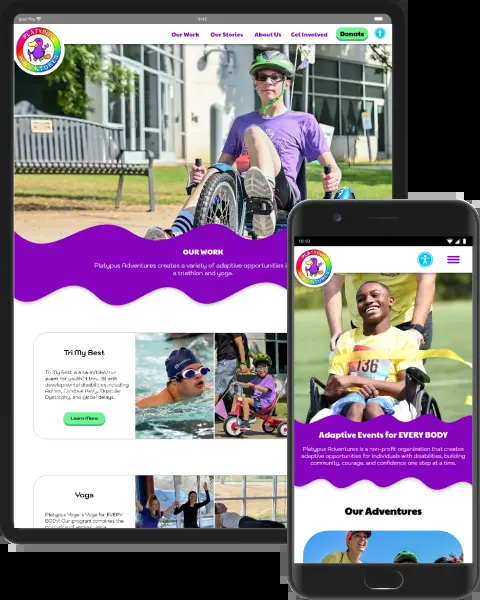 iPad Pro
7:41
PLATYPUS
ADVENTURES
Our Work
Our Stories
About Us
Get Involved
Donate
OUR WORK
Platypus Adventures creates a variety of adaptive opportunities i
a triathlon and yoga.
Tri My Best
Tri My Best is a swim/bike/run
event for youth (4 thru 19) with
developmental disabilities including
Autism, Cerebral Palsy, Muscular
Dystrophy, and global delays.
Learn More
Yoga
Platypus Yoga is Yoga for EVERY
BODY! Our program combines the
10:10
PLATYPUS
ADVENTURES
136
Adaptive Events for EVERY BODY
Platypus Adventures is a non-profit organization that creates
adaptive opportunities for individuals with disabilities, building
community, courage, and confidence one step at a time.
Our Adventures